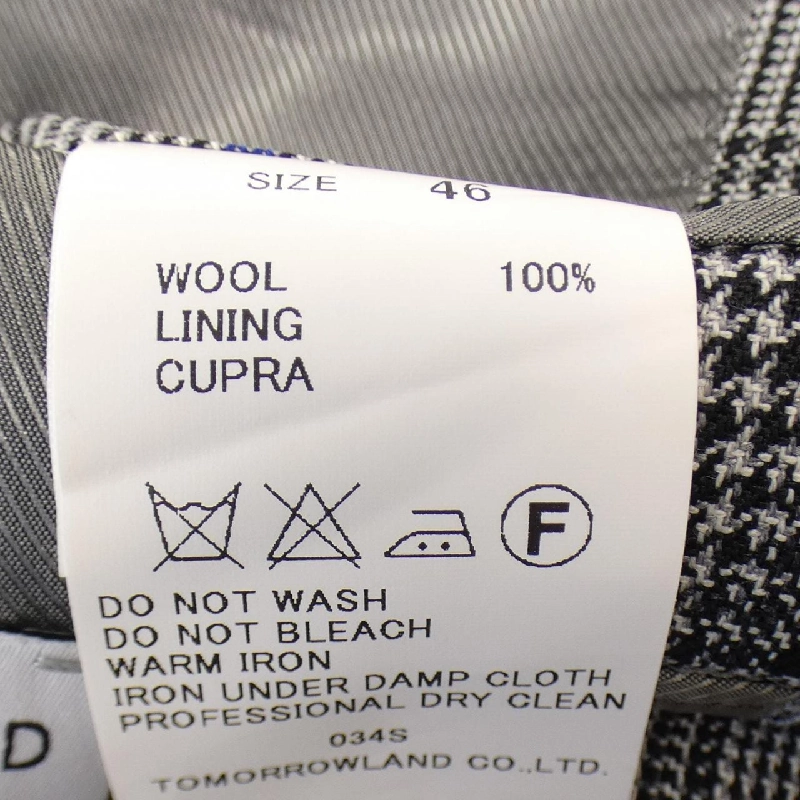 SIZE 46
WOOL 100%
LINING
CUPRA
F
DO NOT WASH
DO NOT BLEACH
WARM IRON
IRON UNDER DAMP CLOTH
PROFESSIONAL DRY CLEAN
034S
TOMORROWLAND CO.,LTD.
D